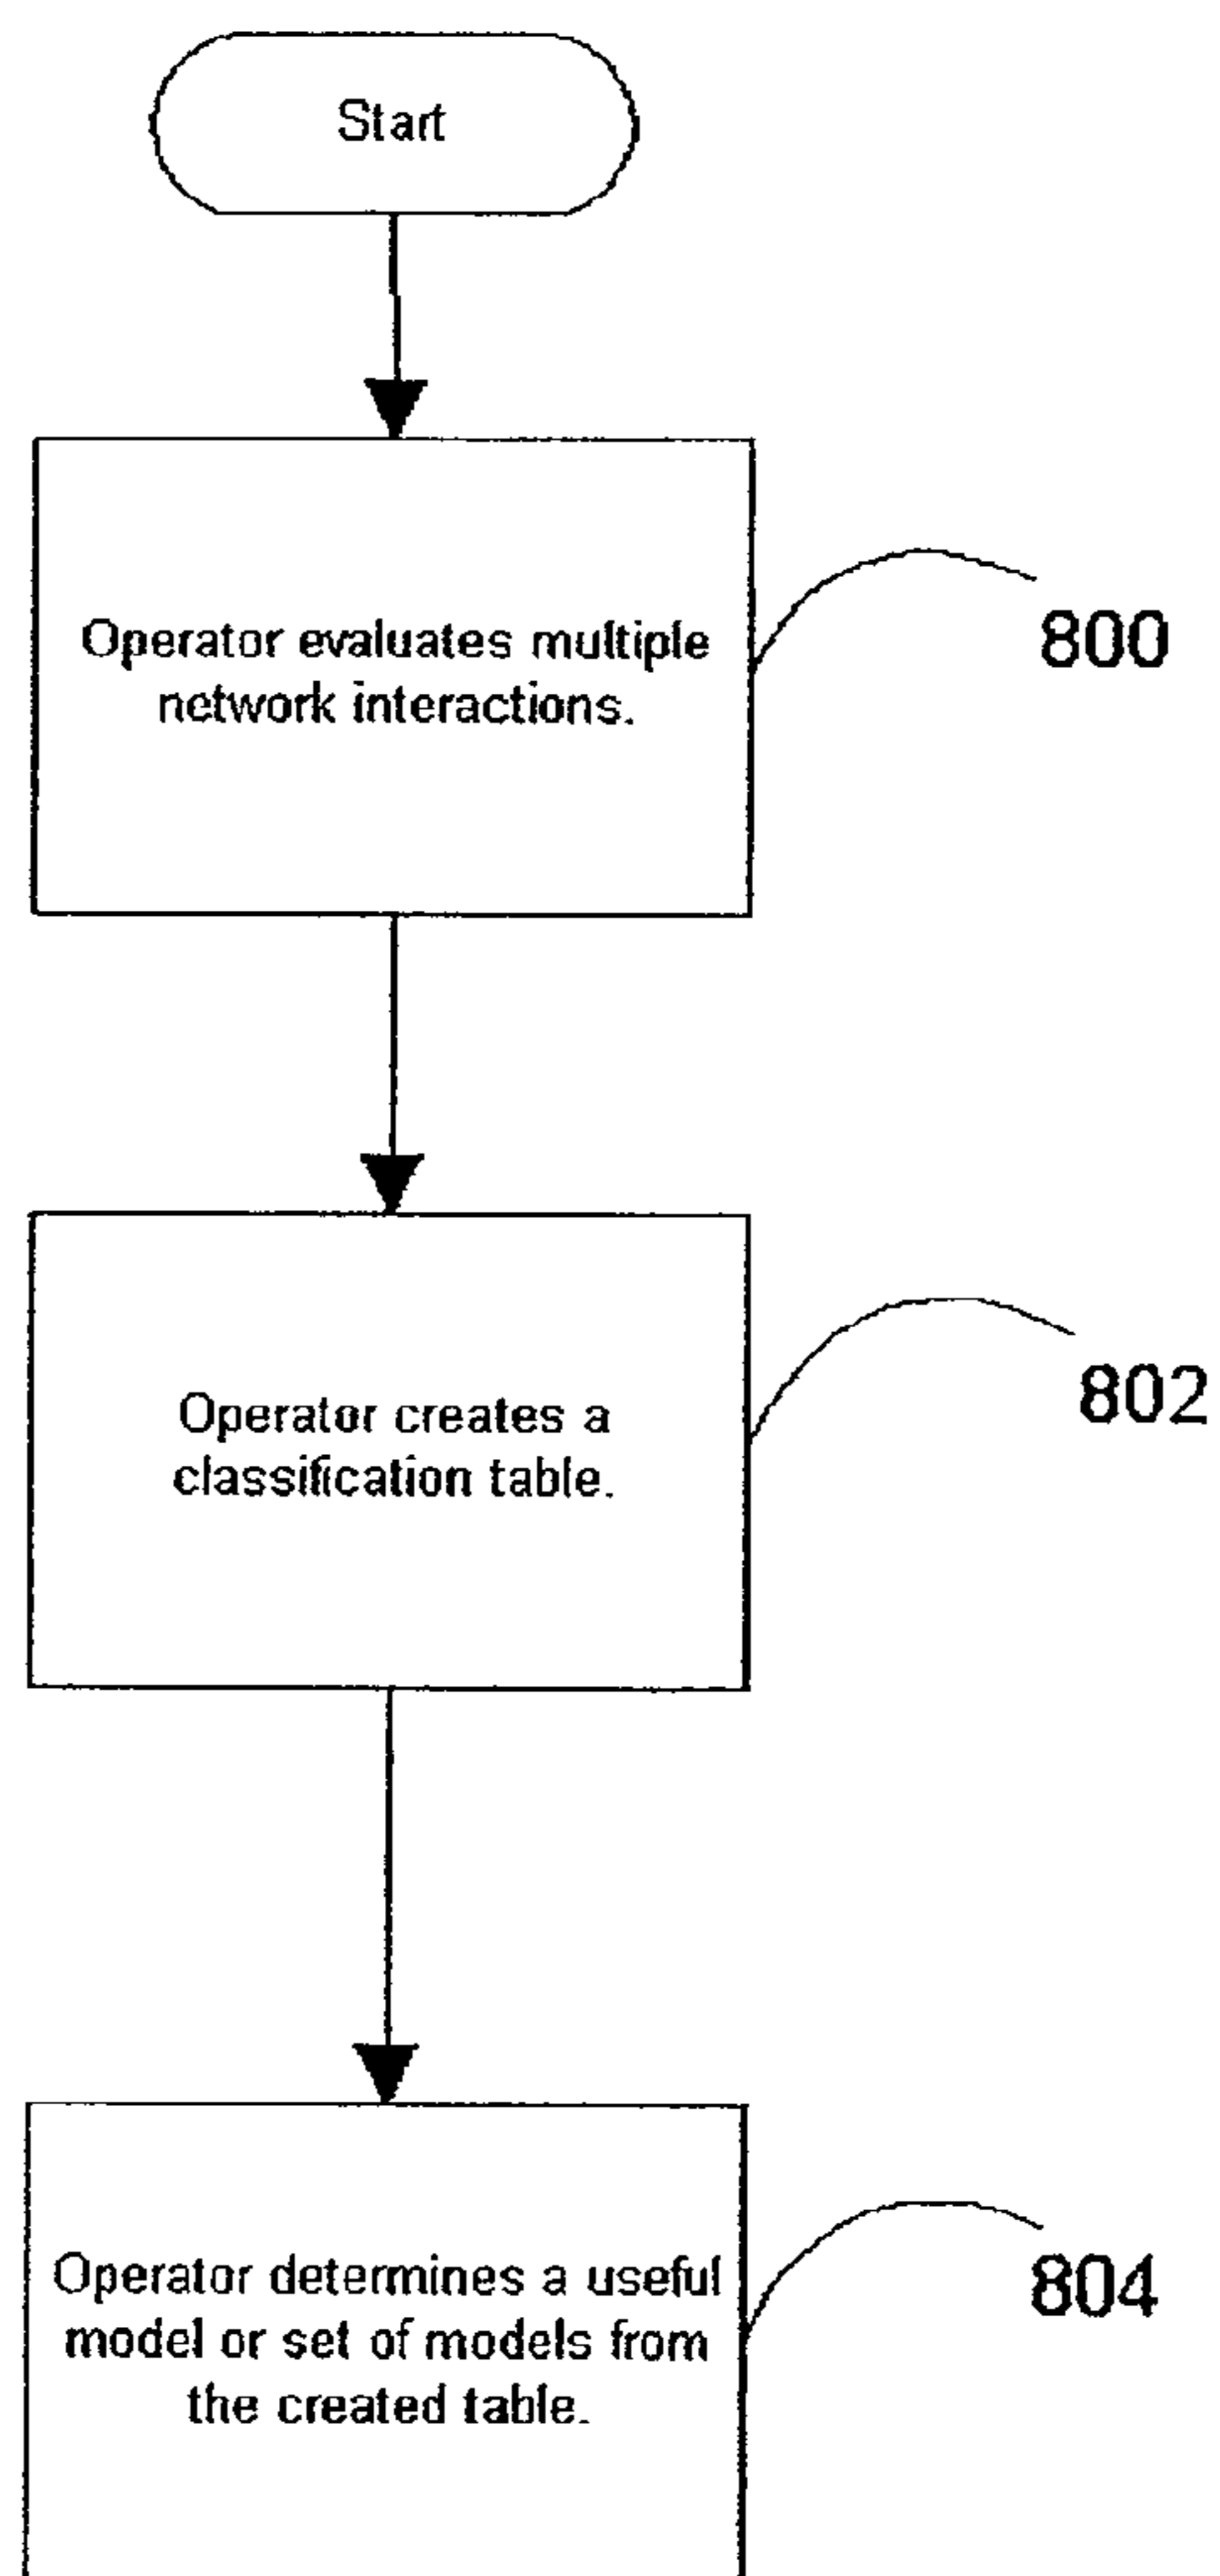 Start
Operator evaluates multiple
network interactions.
800
Operator creates a
classification table.
802
Operator determines a useful
model or set of models from
the created table.
804